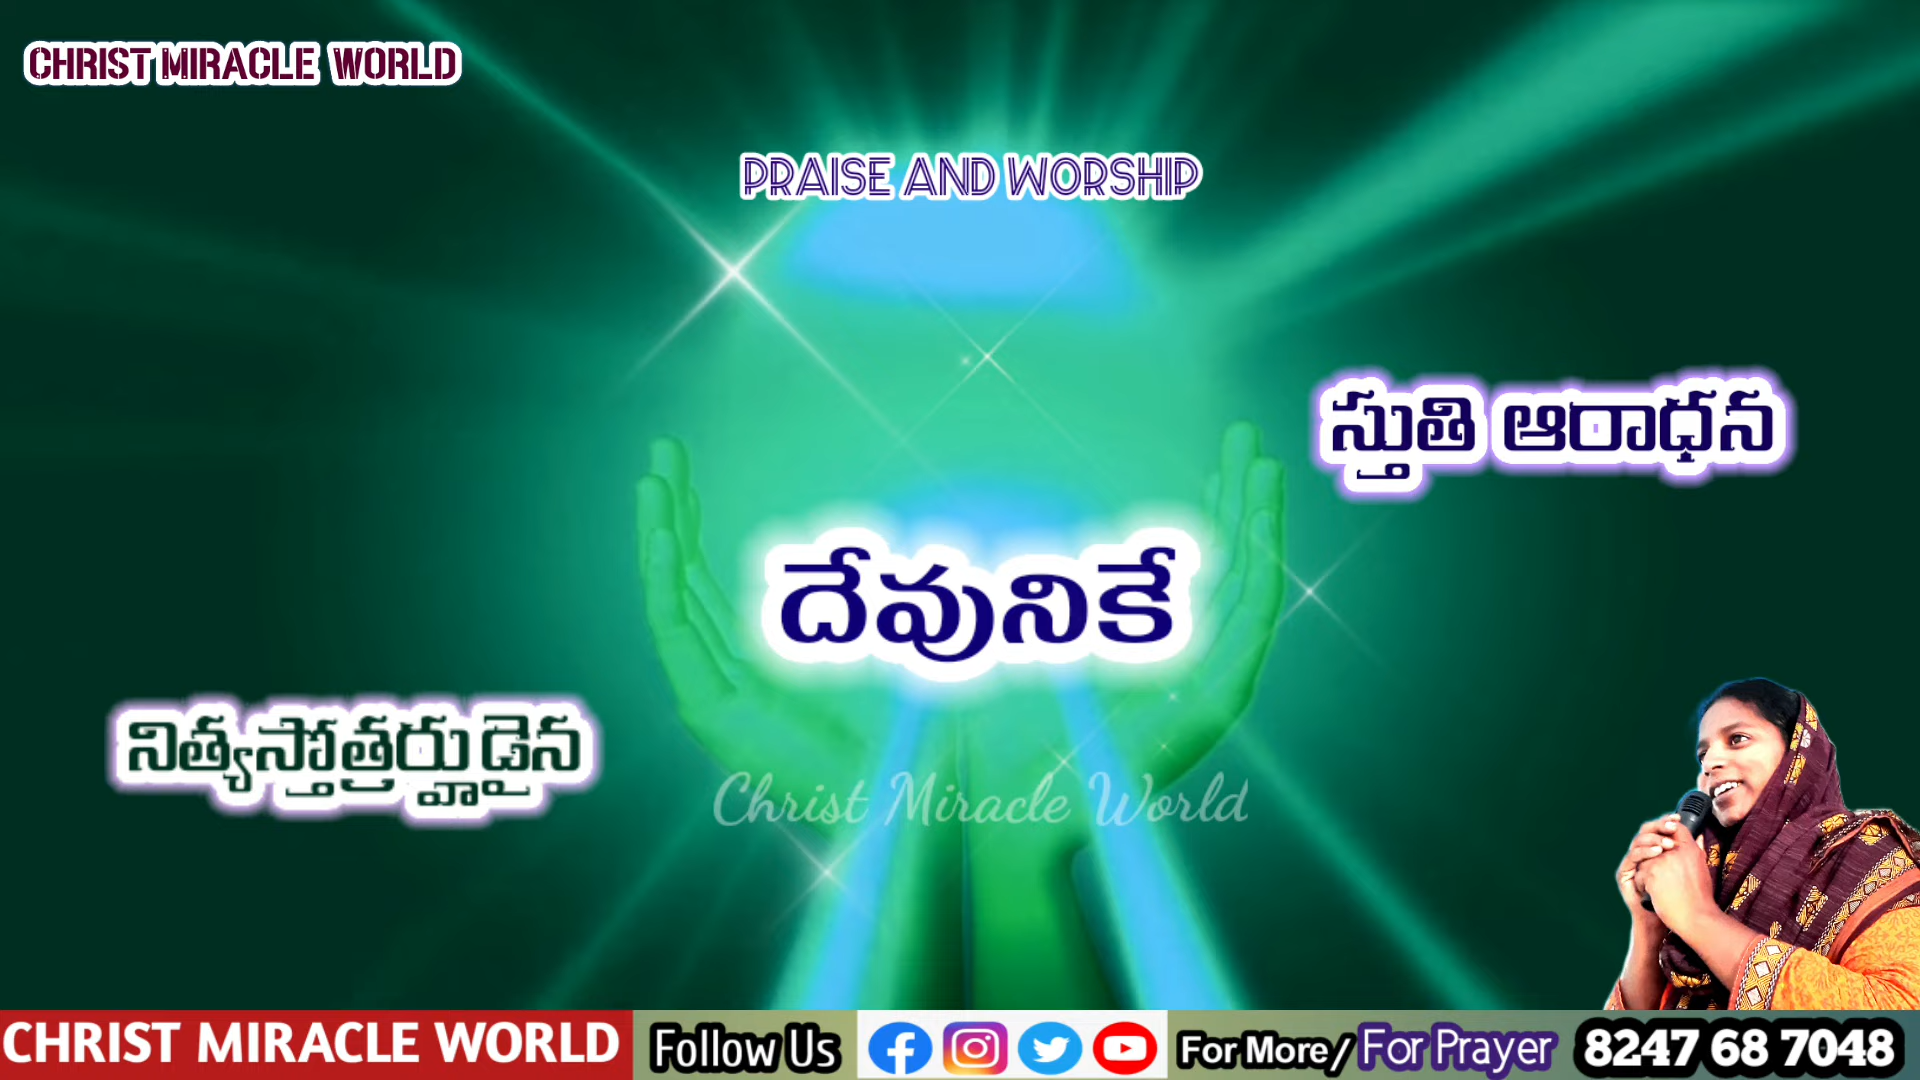 CHRIST MIRACLE WORLD
PRAISE AND WORSHIP
స్తుతి ఆరాధన
దేవునికే
నిత్యస్తోత్రర్హుడైన
Christ Miracle World
CHRIST MIRACLE WORLD Follow Us For More/ For Prayer 8247 68 7048